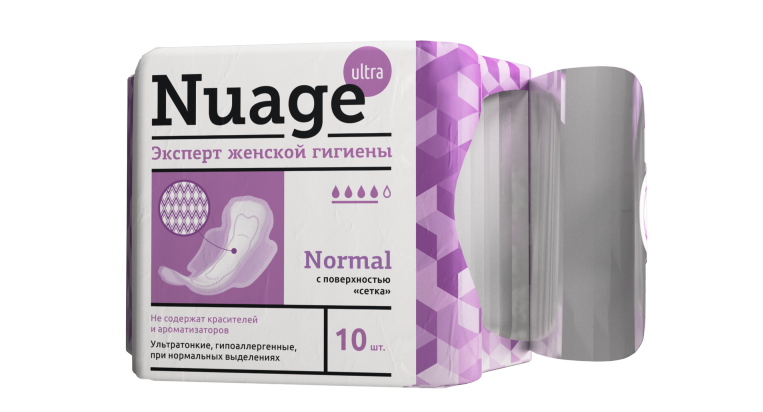 ultra
Nuage
Эксперт женской гигиены
Normal
с поверхностью
«сетка»
Не содержат красителей
и ароматизаторов
Ультратонкие, гипоаллергенные,
при нормальных выделениях
10 шт.